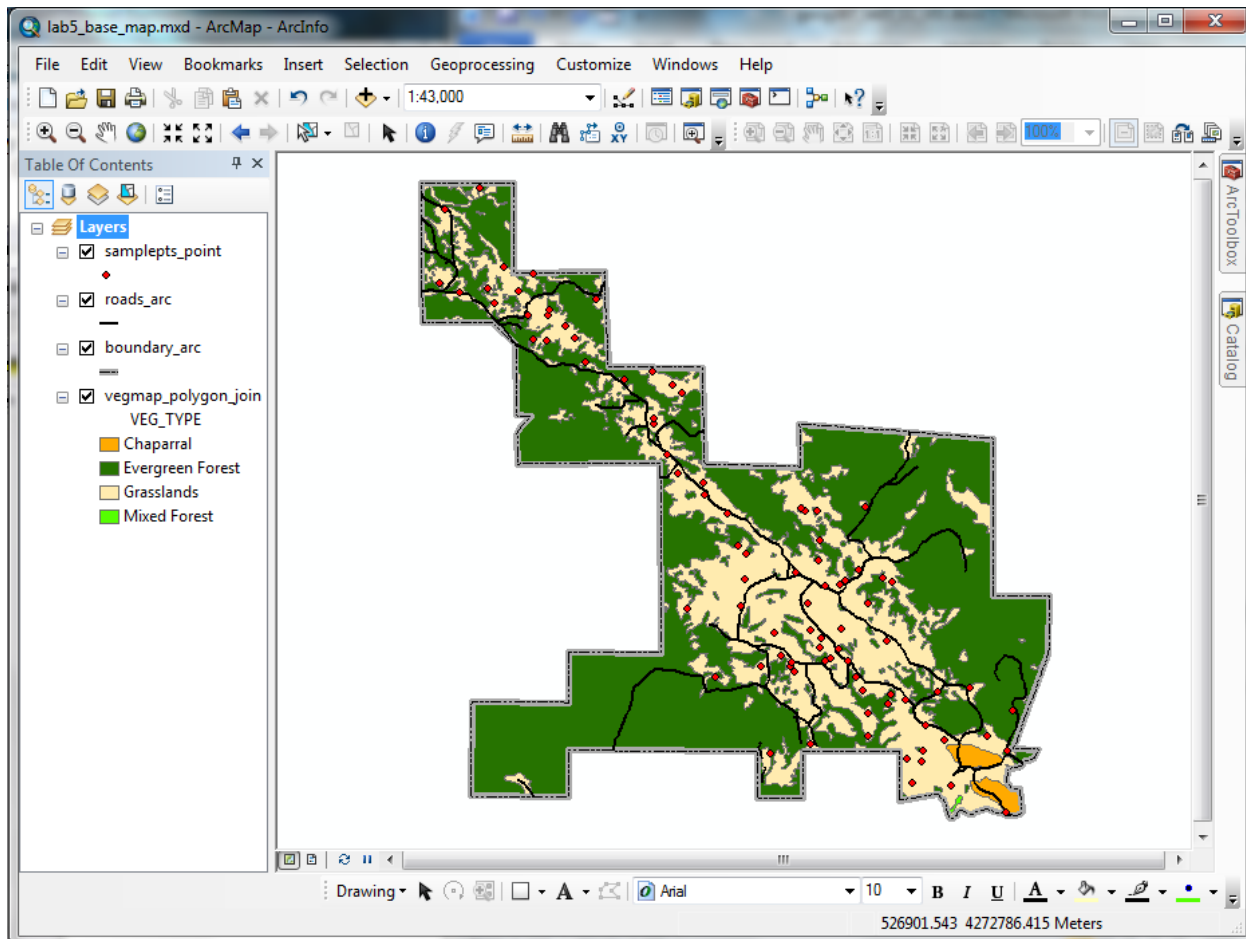 lab5_base_map.mxd - ArcMap - ArcInfo
File Edit View Bookmarks Insert Selection Geoprocessing Customize Windows Help
1:43,000
100%
Table Of Contents
Layers
samplepts_point
roads_arc
boundary_arc
vegmap_polygon_join
VEG_TYPE
Chaparral
Evergreen Forest
Grasslands
Mixed Forest
ArcToolbox
Catalog
Drawing Arial 10 B I U A
526901.543 4272786.415 Meters